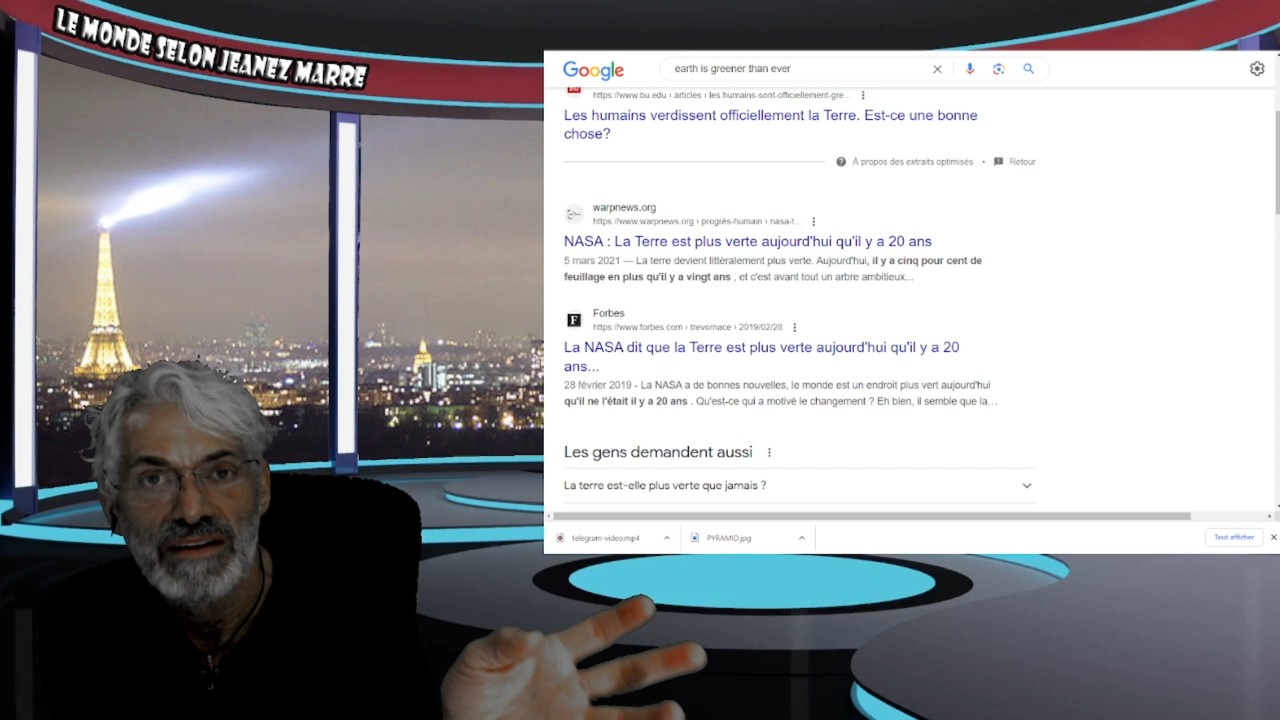 LE MONDE SELON JEANEZ MARRE
Google
earth is greener than ever
https://www.bu.edu › articles › les-humains-sont-officiellement-gre...
Les humains verdissent officiellement la Terre. Est-ce une bonne
chose?
À propos des extraits optimisés • Retour
warpnews.org
https://www.warpnews.org › progrès-humain › nasa-t...
NASA : La Terre est plus verte aujourd'hui qu'il y a 20 ans
5 mars 2021 — La terre devient littéralement plus verte. Aujourd'hui, il y a cinq pour cent de
feuillage en plus qu'il y a vingt ans , et c'est avant tout un arbre ambitieux...
F
Forbes
https://www.forbes.com › trevornace › 2019/02/28
La NASA dit que la Terre est plus verte aujourd'hui qu'il y a 20
ans...
28 février 2019 - La NASA a de bonnes nouvelles, le monde est un endroit plus vert aujourd'hui
qu'il ne l'était il y a 20 ans . Qu'est-ce qui a motivé le changement ? Eh bien, il semble que la…
Les gens demandent aussi
La terre est-elle plus verte que jamais ?
telegram-video.mp4
PYRAMID.jpg
Tout afficher